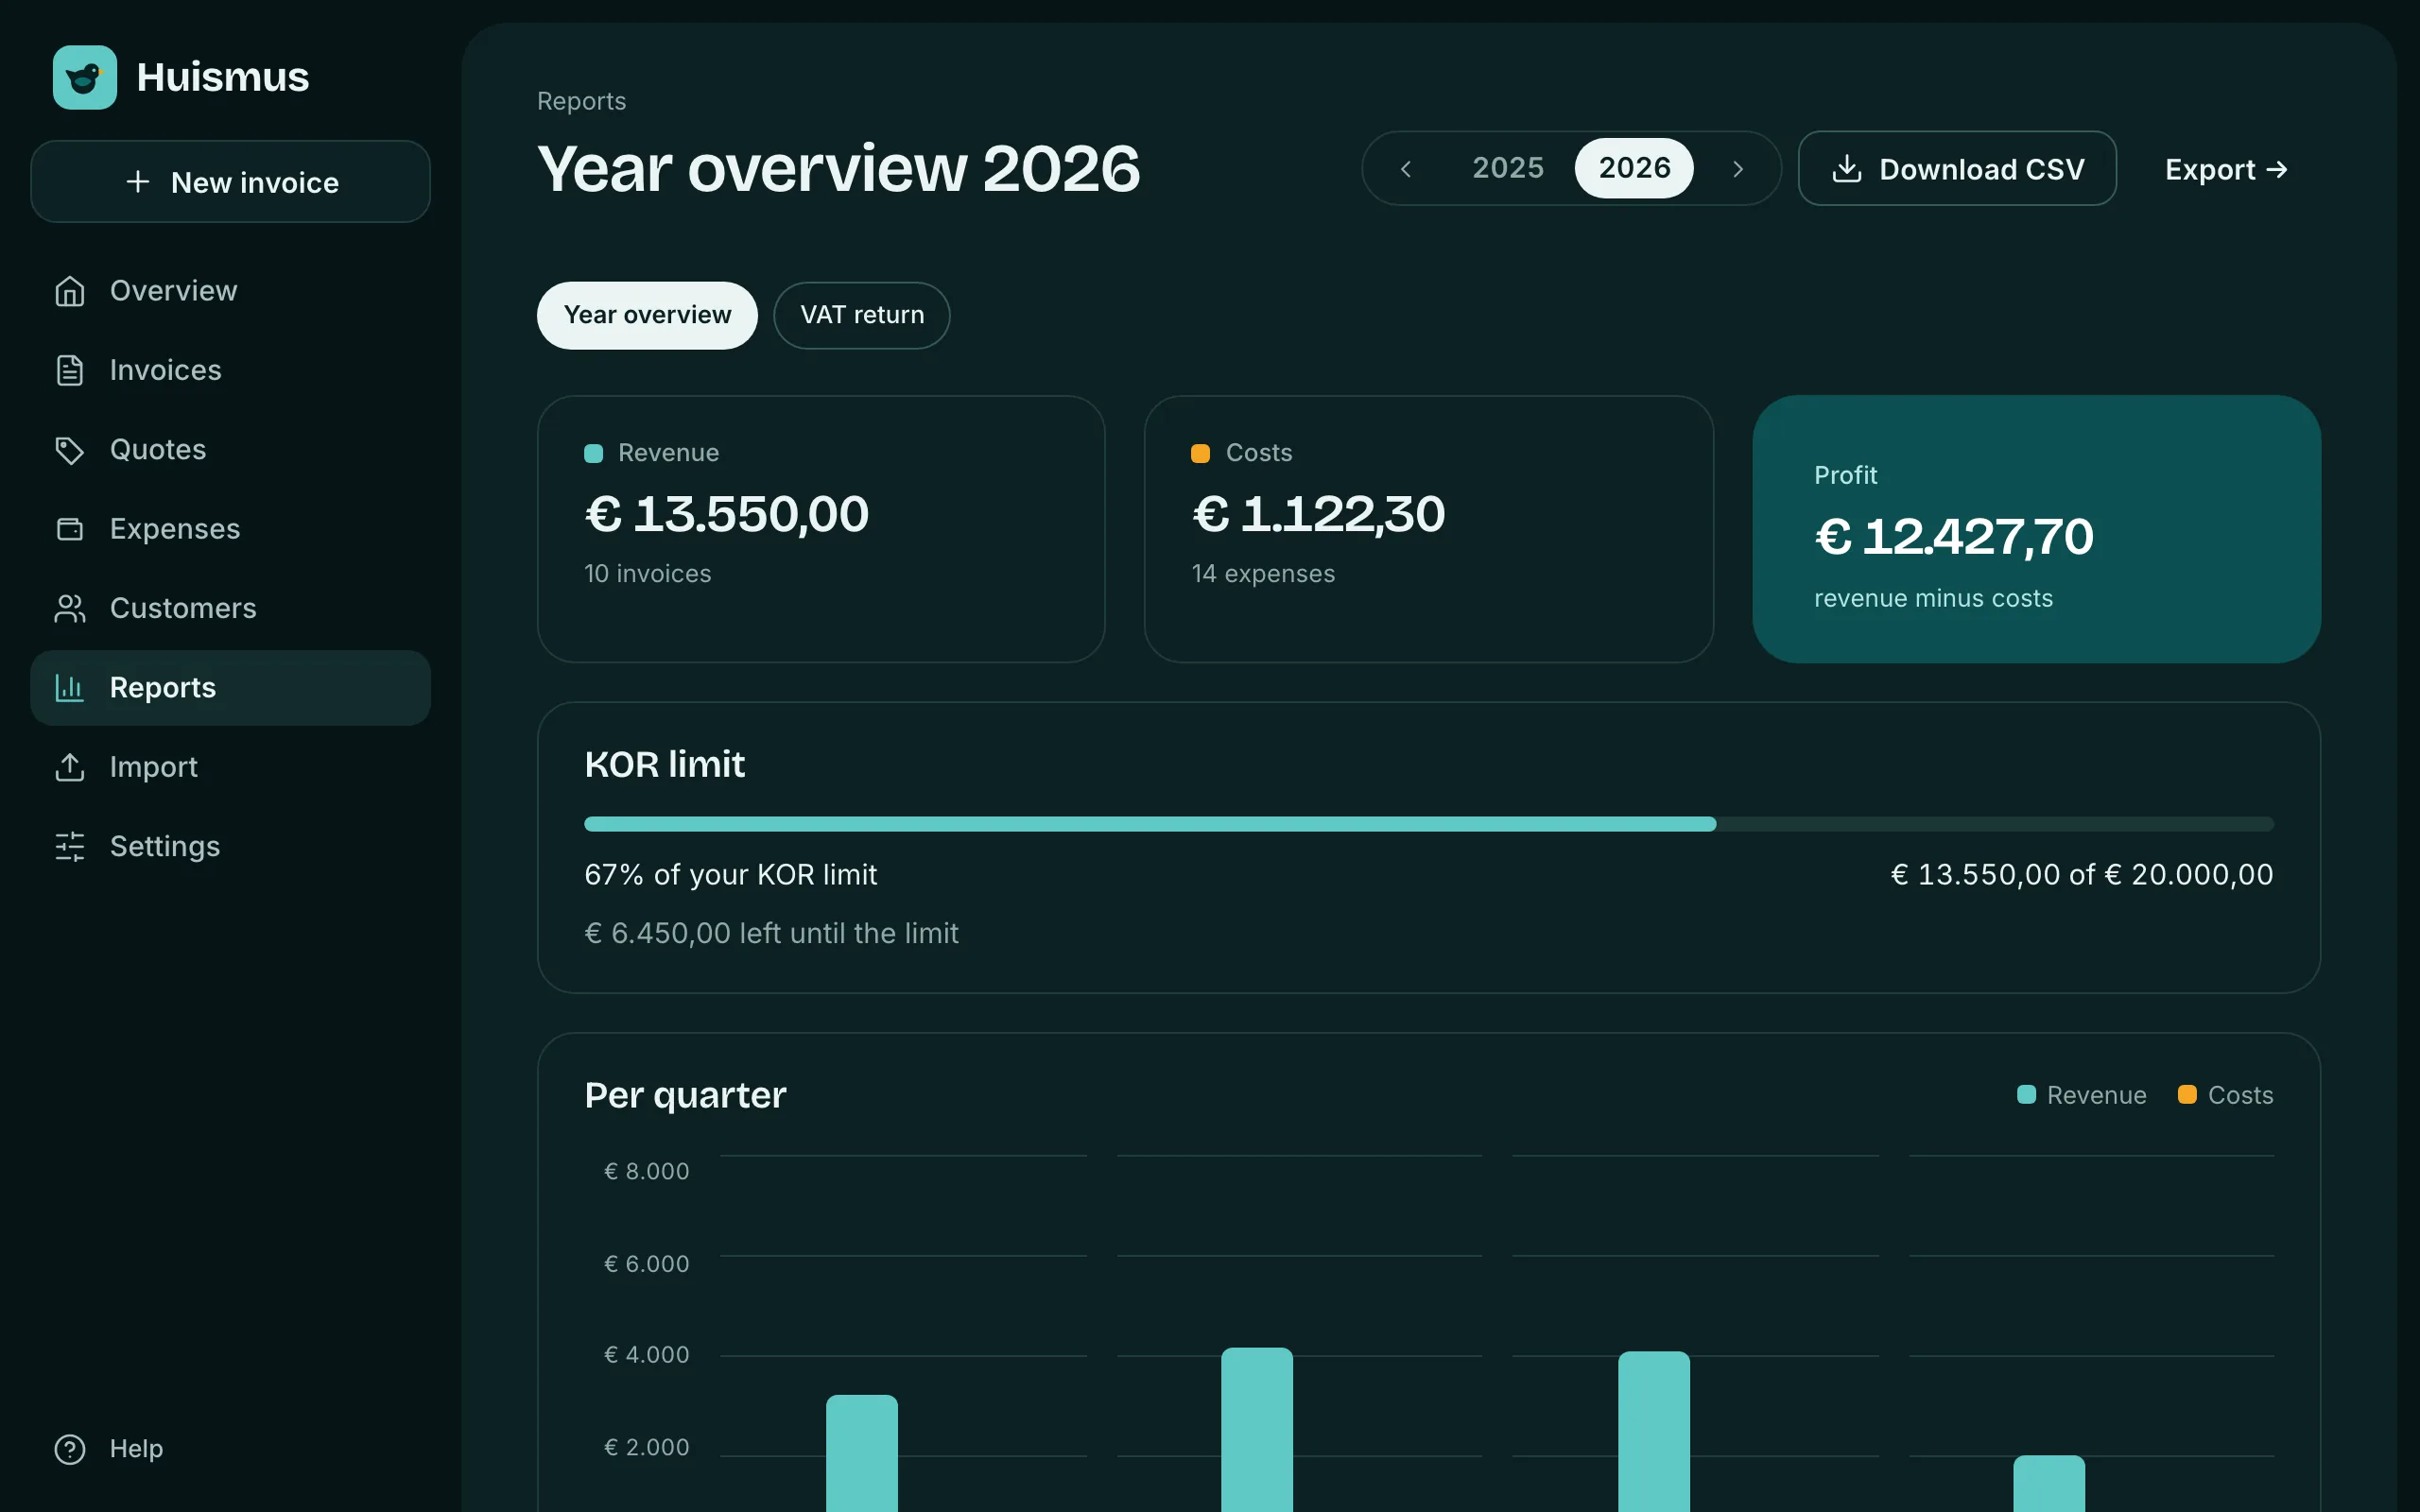 Huismus
New invoice
Overview
Invoices
Quotes
Expenses
Customers
Reports
Import
Settings
Help
Reports
Year overview 2026
2025
2026
Download CSV
Export →
Year overview
VAT return
Revenue
€ 13.550,00
10 invoices
Costs
€ 1.122,30
14 expenses
Profit
€ 12.427,70
revenue minus costs
KOR limit
67% of your KOR limit
€ 13.550,00 of € 20.000,00
€ 6.450,00 left until the limit
Per quarter
Revenue
Costs
€ 8.000
€ 6.000
€ 4.000
€ 2.000